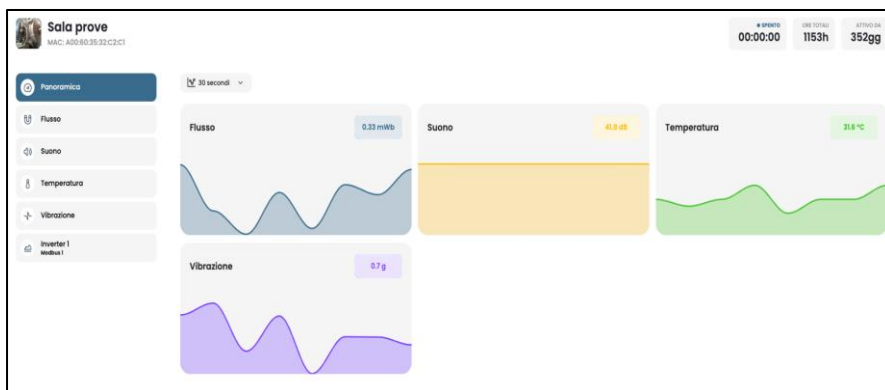 Sala prove
MAC: A00:60:35:32:C2:C1
SPENTO
00:00:00
ORE TOTALI
1153h
ATTIVO DA
352gg
Panoramica
Flusso
Suono
Temperatura
Vibrazione
Inverter 1
Modbus 1
30 secondi
Flusso
0.33 mWb
Suono
41.8 dB
Temperatura
31.6 °C
Vibrazione
0.7 g